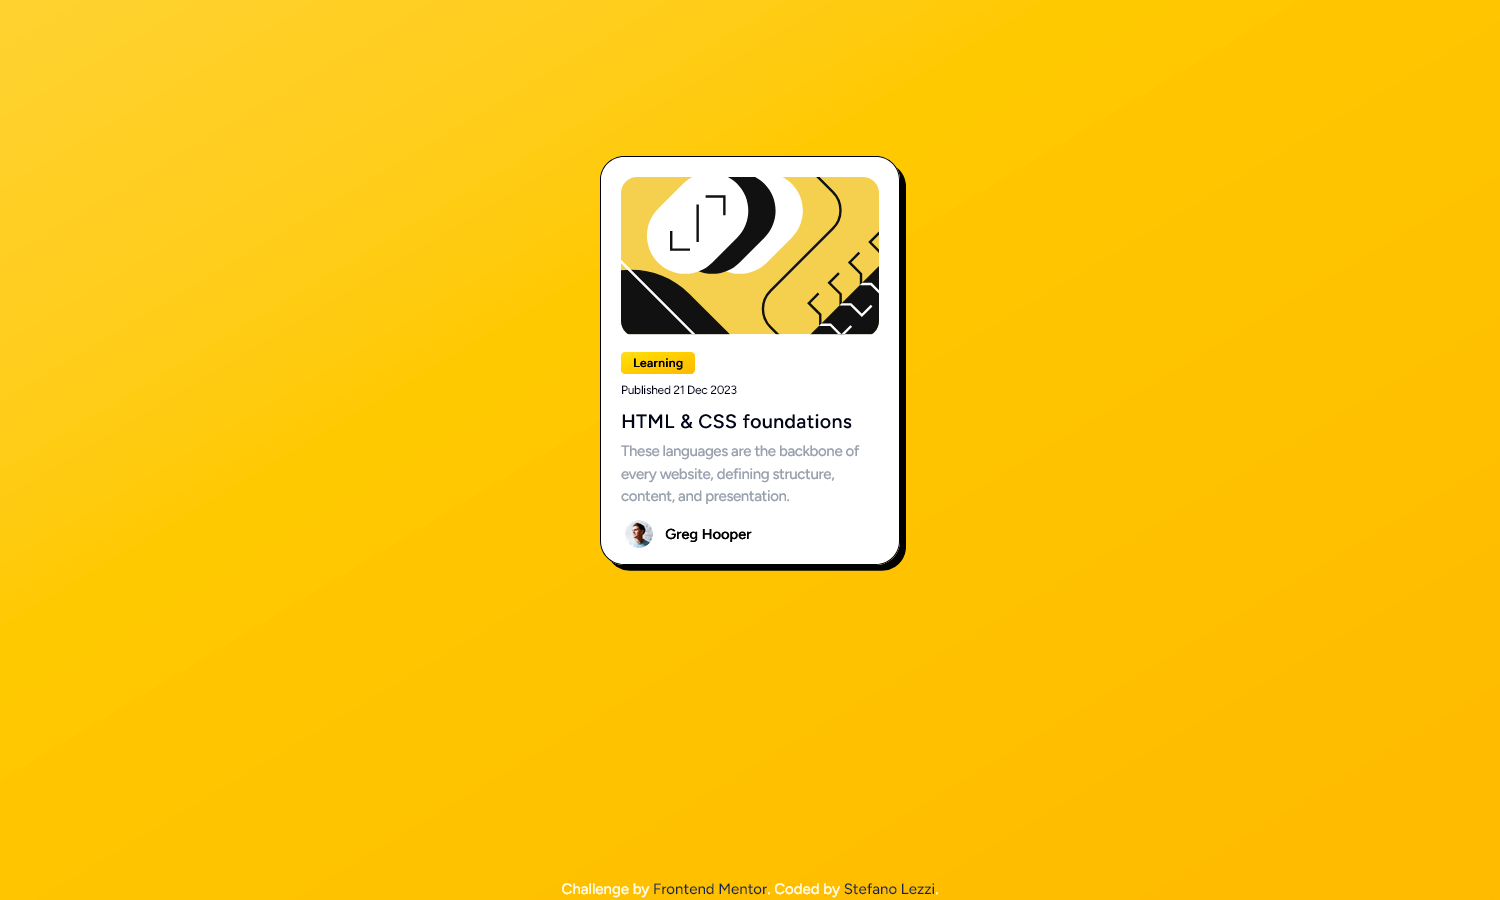 Learning
Published 21 Dec 2023
HTML & CSS foundations
These languages are the backbone of
every website, defining structure,
content, and presentation.
Greg Hooper
Challenge by Frontend Mentor. Coded by Stefano Lezzi.